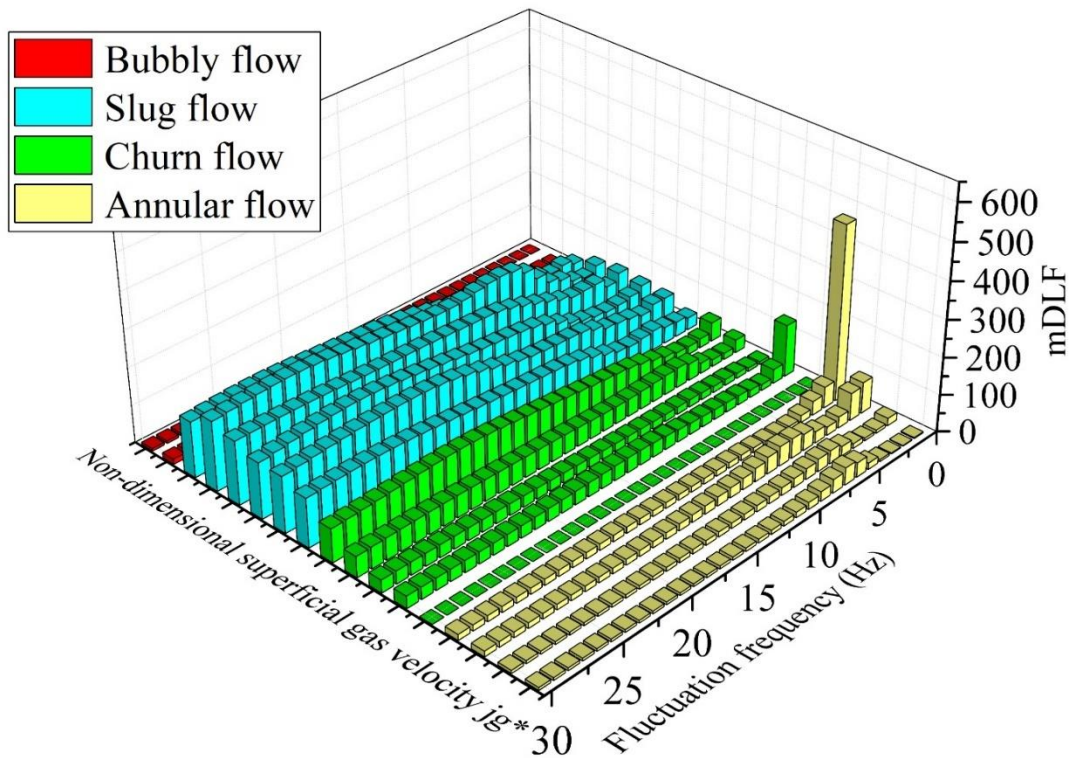 Bubbly flow
Slug flow
Churn flow
Annular flow
600
500
400
300
200
100
0
mDLF
0
5
10
15
20
25
30
Fluctuation frequency (Hz)
Non-dimensional superficial gas velocity jg*